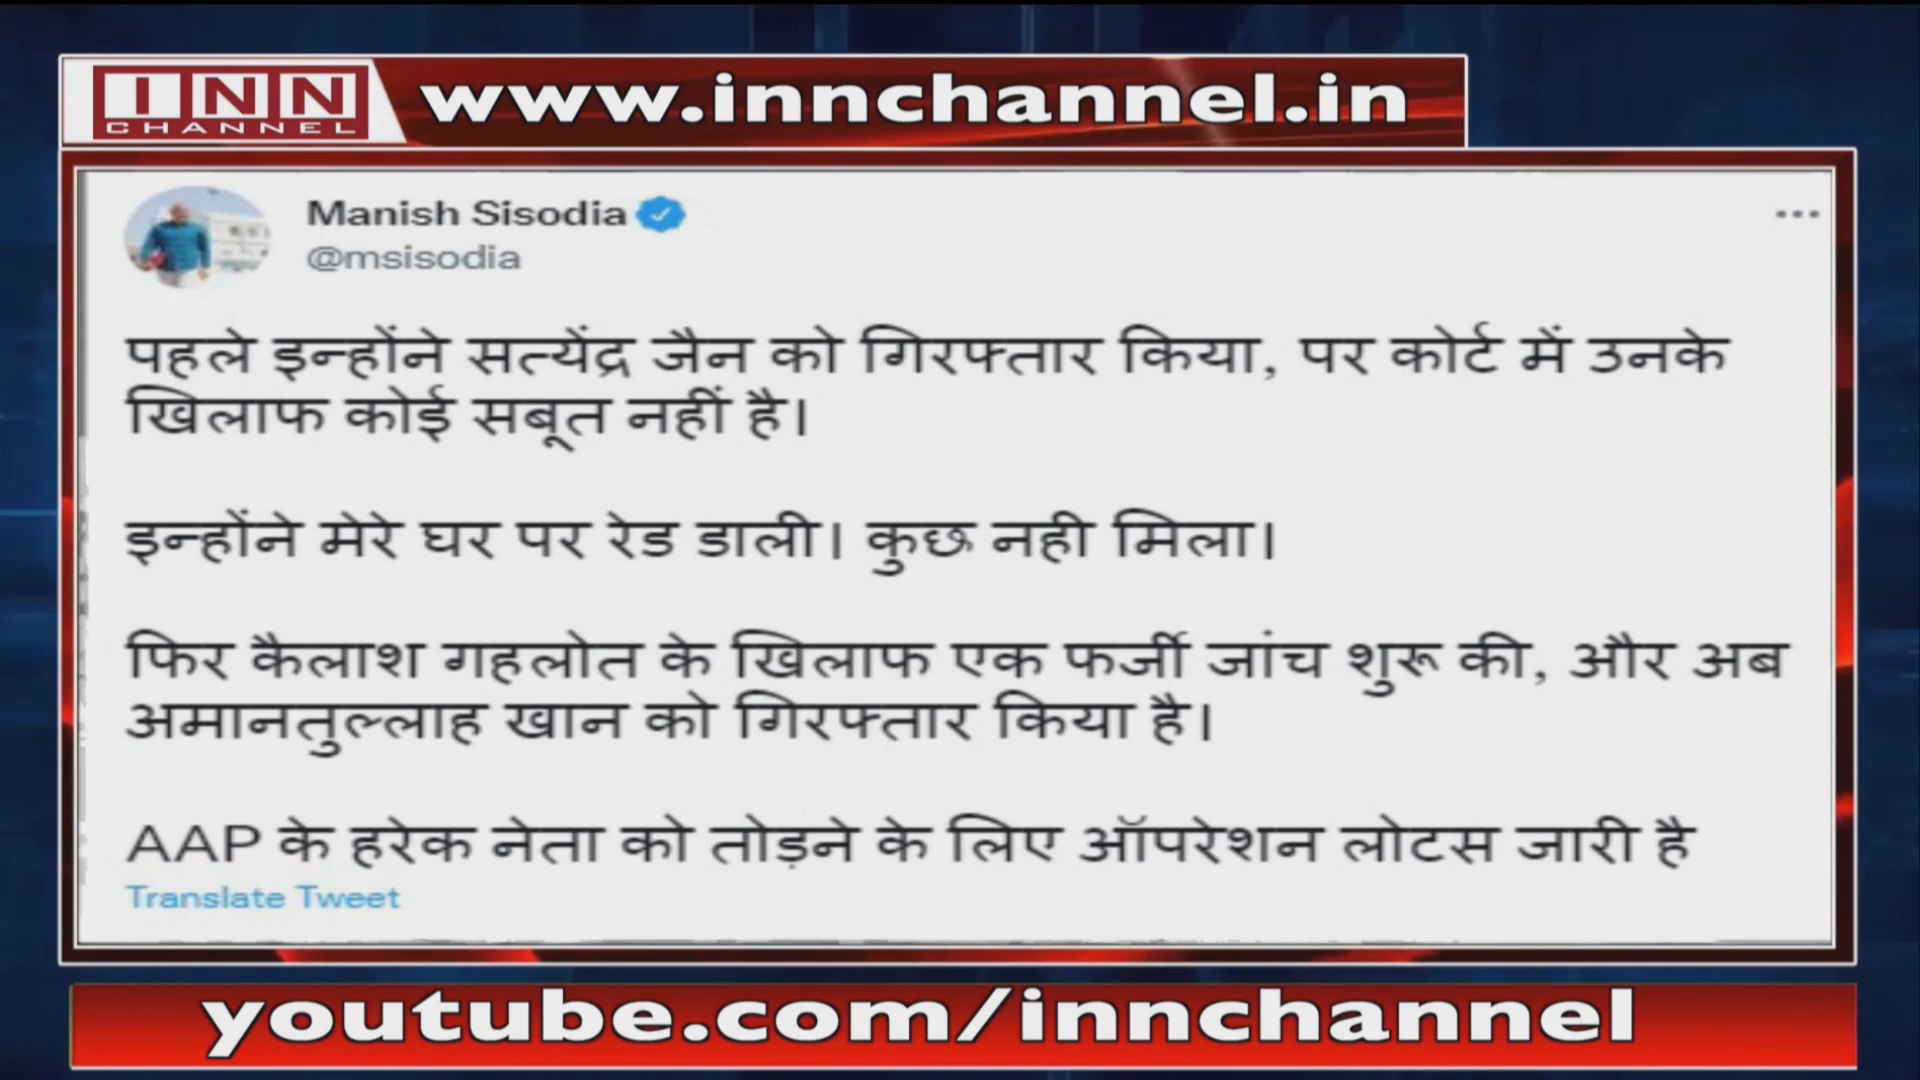 INN
CHANNEL
www.innchannel.in
Manish Sisodia
@msisodia
पहले इन्होंने सत्येंद्र जैन को गिरफ्तार किया, पर कोर्ट में उनके
खिलाफ कोई सबूत नहीं है।
इन्होंने मेरे घर पर रेड डाली। कुछ नही मिला।
फिर कैलाश गहलोत के खिलाफ एक फर्जी जांच शुरू की, और अब
अमानतुल्लाह खान को गिरफ्तार किया है।
AAP के हरेक नेता को तोड़ने के लिए ऑपरेशन लोटस जारी है
Translate Tweet
youtube.com/innchannel